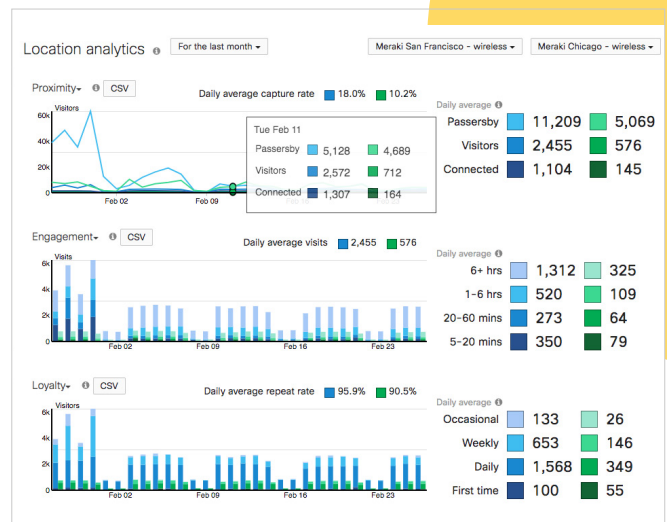 Location analytics
For the last month
Meraki San Francisco - wireless
Meraki Chicago - wireless
Proximity
CSV
Daily average capture rate 18.0% 10.2%
Visitors
60k
40k
20k
0k
Feb 02
Feb 09
Tue Feb 11
Passersby 5,128 4,689
Visitors 2,572 712
Connected 1,307 164
Daily average
Passersby 11,209 5,069
Visitors 2,455 576
Connected 1,104 145
Engagement
CSV
Daily average visits 2,455 576
Visits
6k
4k
2k
0k
Feb 02
Feb 09
Feb 16
Feb 23
Daily average
6+ hrs 1,312 325
1-6 hrs 520 109
20-60 mins 273 64
5-20 mins 350 79
Loyalty
CSV
Daily average repeat rate 95.9% 90.5%
Visitors
6k
4k
2k
0k
Feb 02
Feb 09
Feb 16
Feb 23
Daily average
Occasional 133 26
Weekly 653 146
Daily 1,568 349
First time 100 55